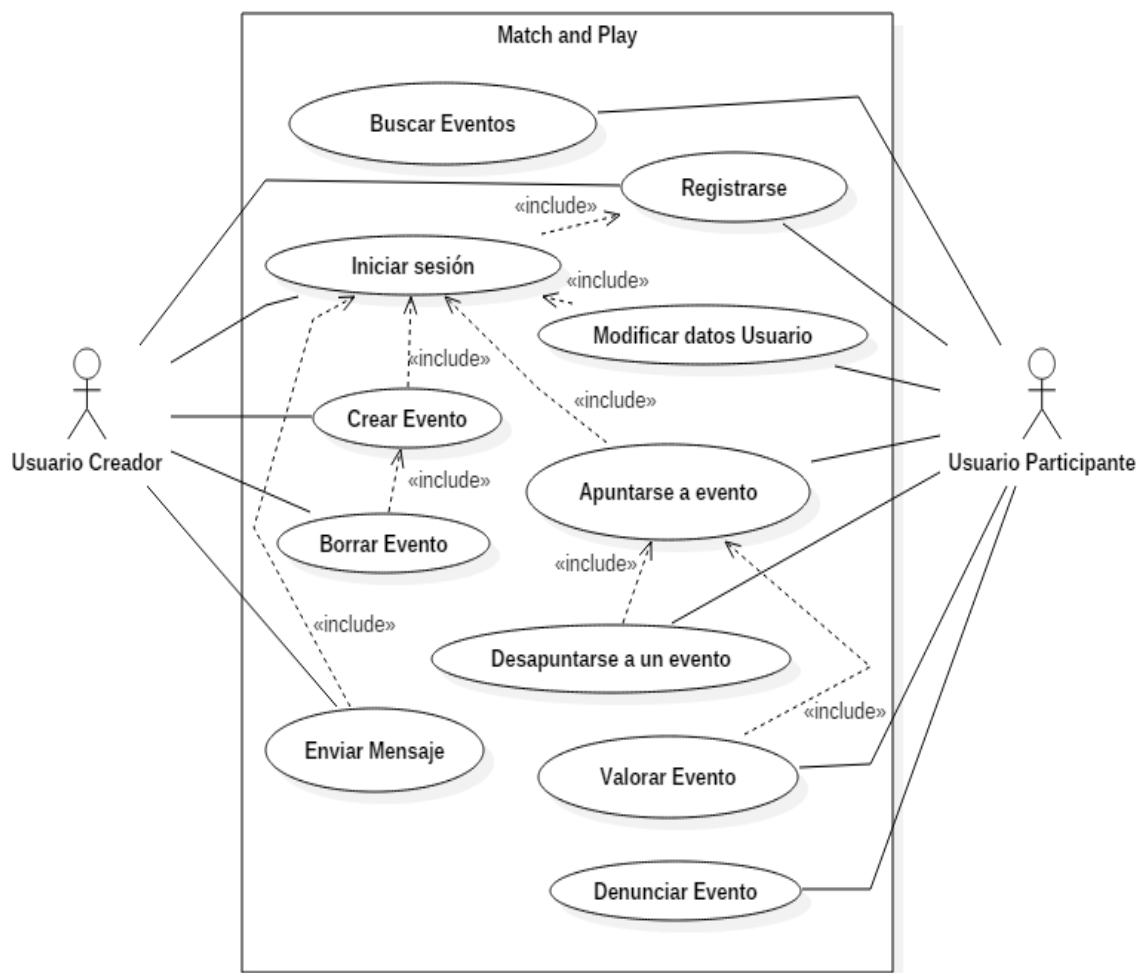 Match and Play
Buscar Eventos
Registrarse
«include»
Iniciar sesión
«include»
Modificar datos Usuario
«include»
«include»
Crear Evento
Usuario Creador
Usuario Participante
«include»
Apuntarse a evento
Borrar Evento
«include»
«include»
Desapuntarse a un evento
«include»
Enviar Mensaje
Valorar Evento
Denunciar Evento